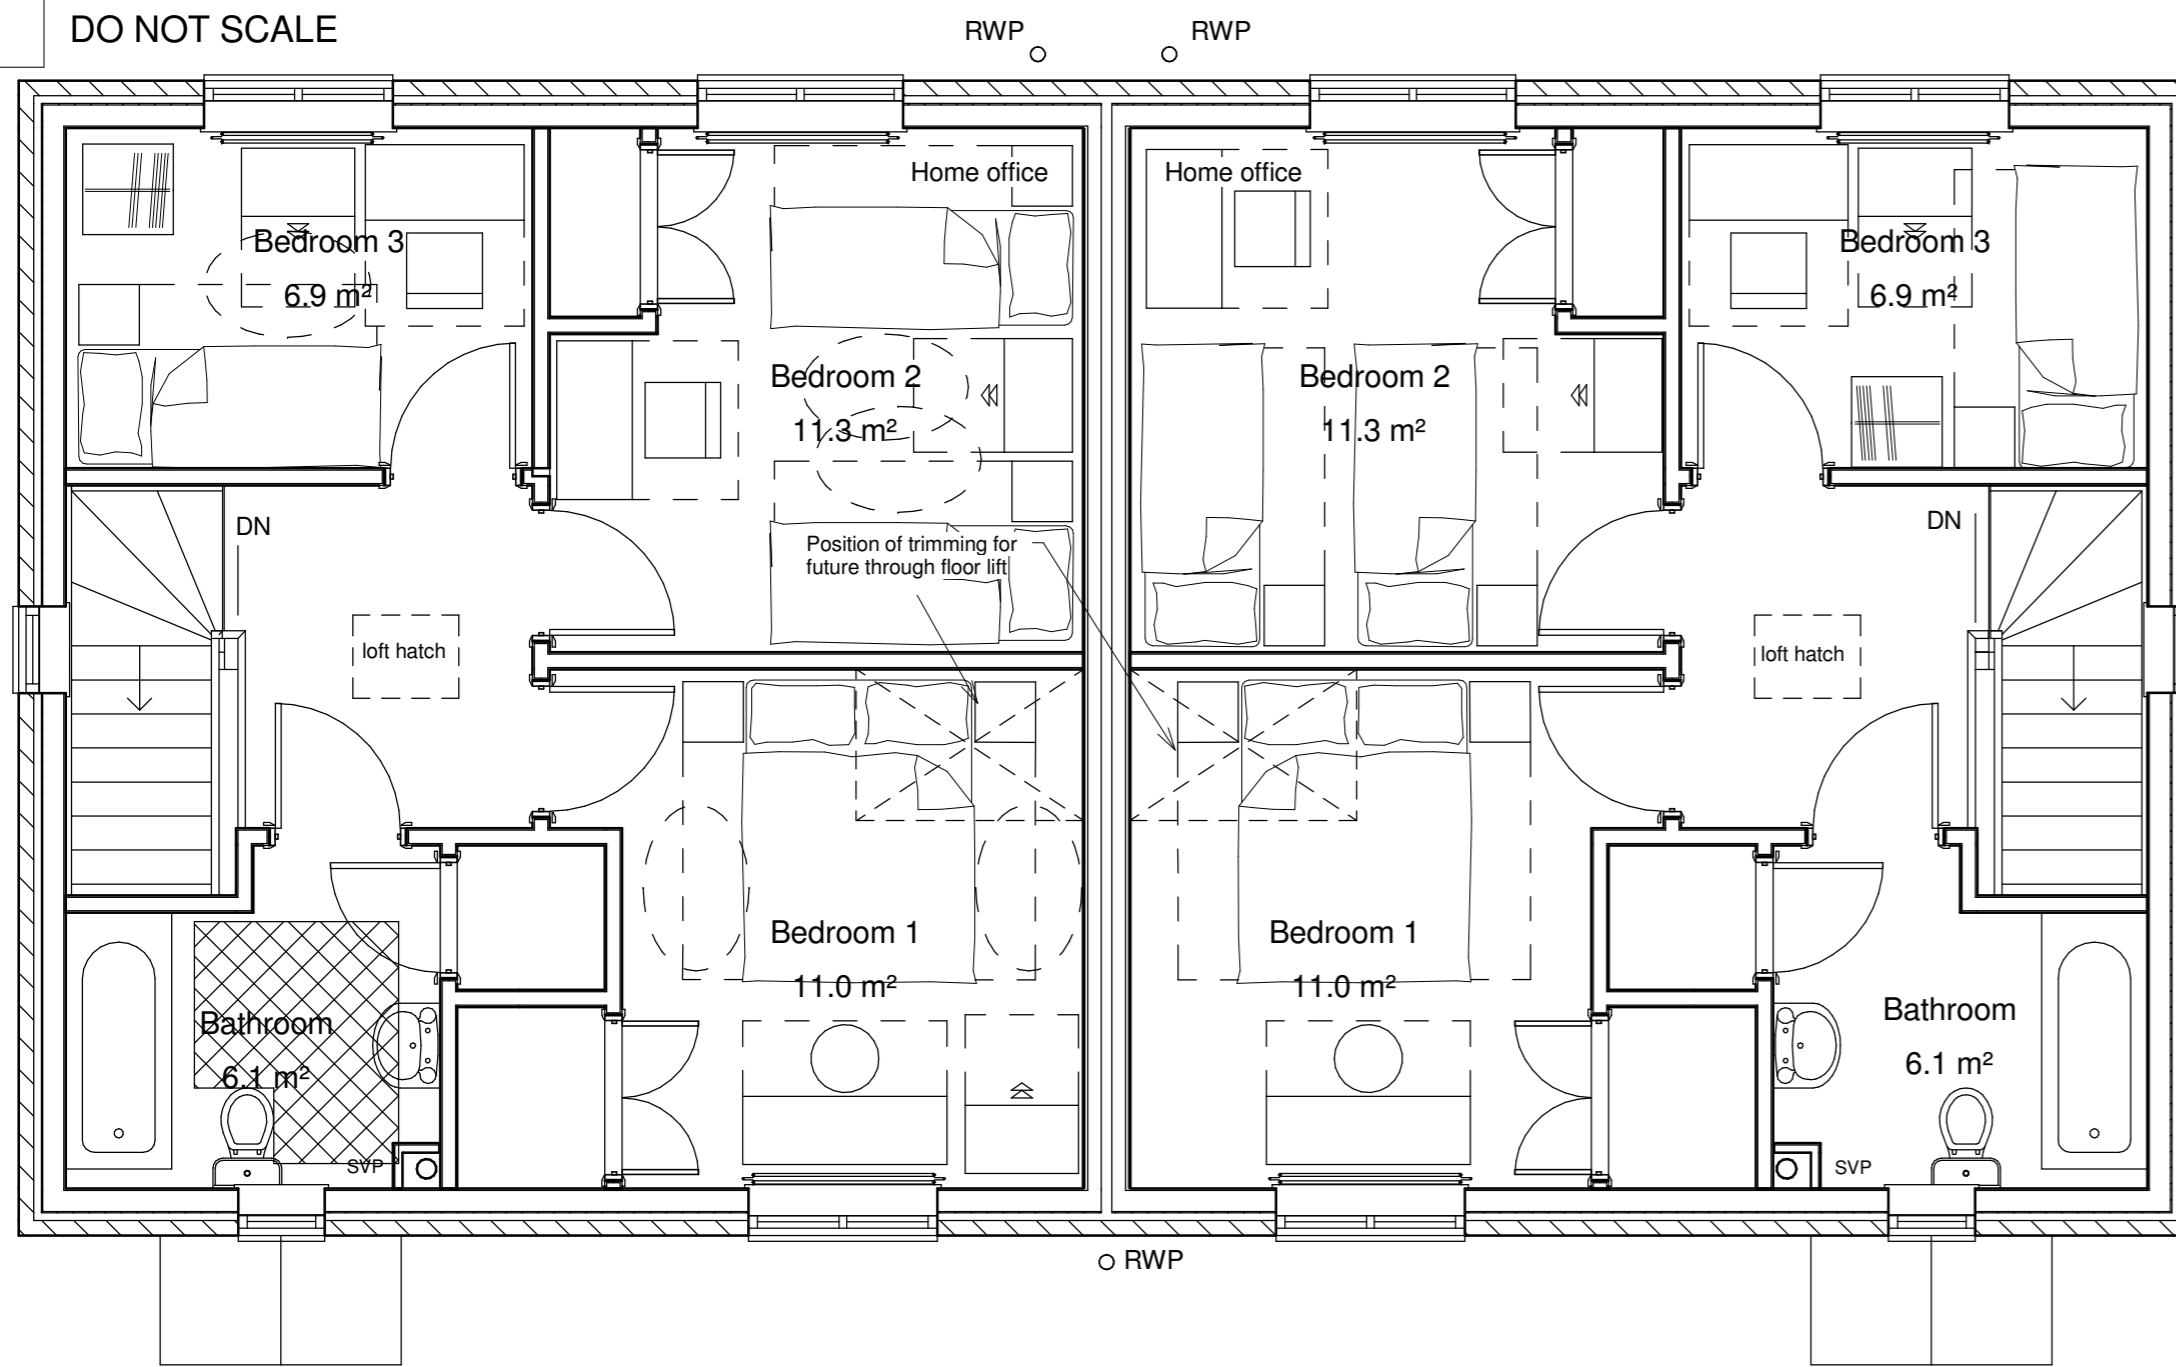 DO NOT SCALE
RWP
RWP
Home office
Home office
Bedroom 3
6.9 m²
Bedroom 3
6.9 m²
Bedroom 2
11.3 m²
Bedroom 2
11.3 m²
DN
DN
Position of trimming for
future through floor lift
loft hatch
loft hatch
Bedroom 1
11.0 m²
Bedroom 1
11.0 m²
Bathroom
6.1 m²
Bathroom
6.1 m²
SVP
SVP
RWP